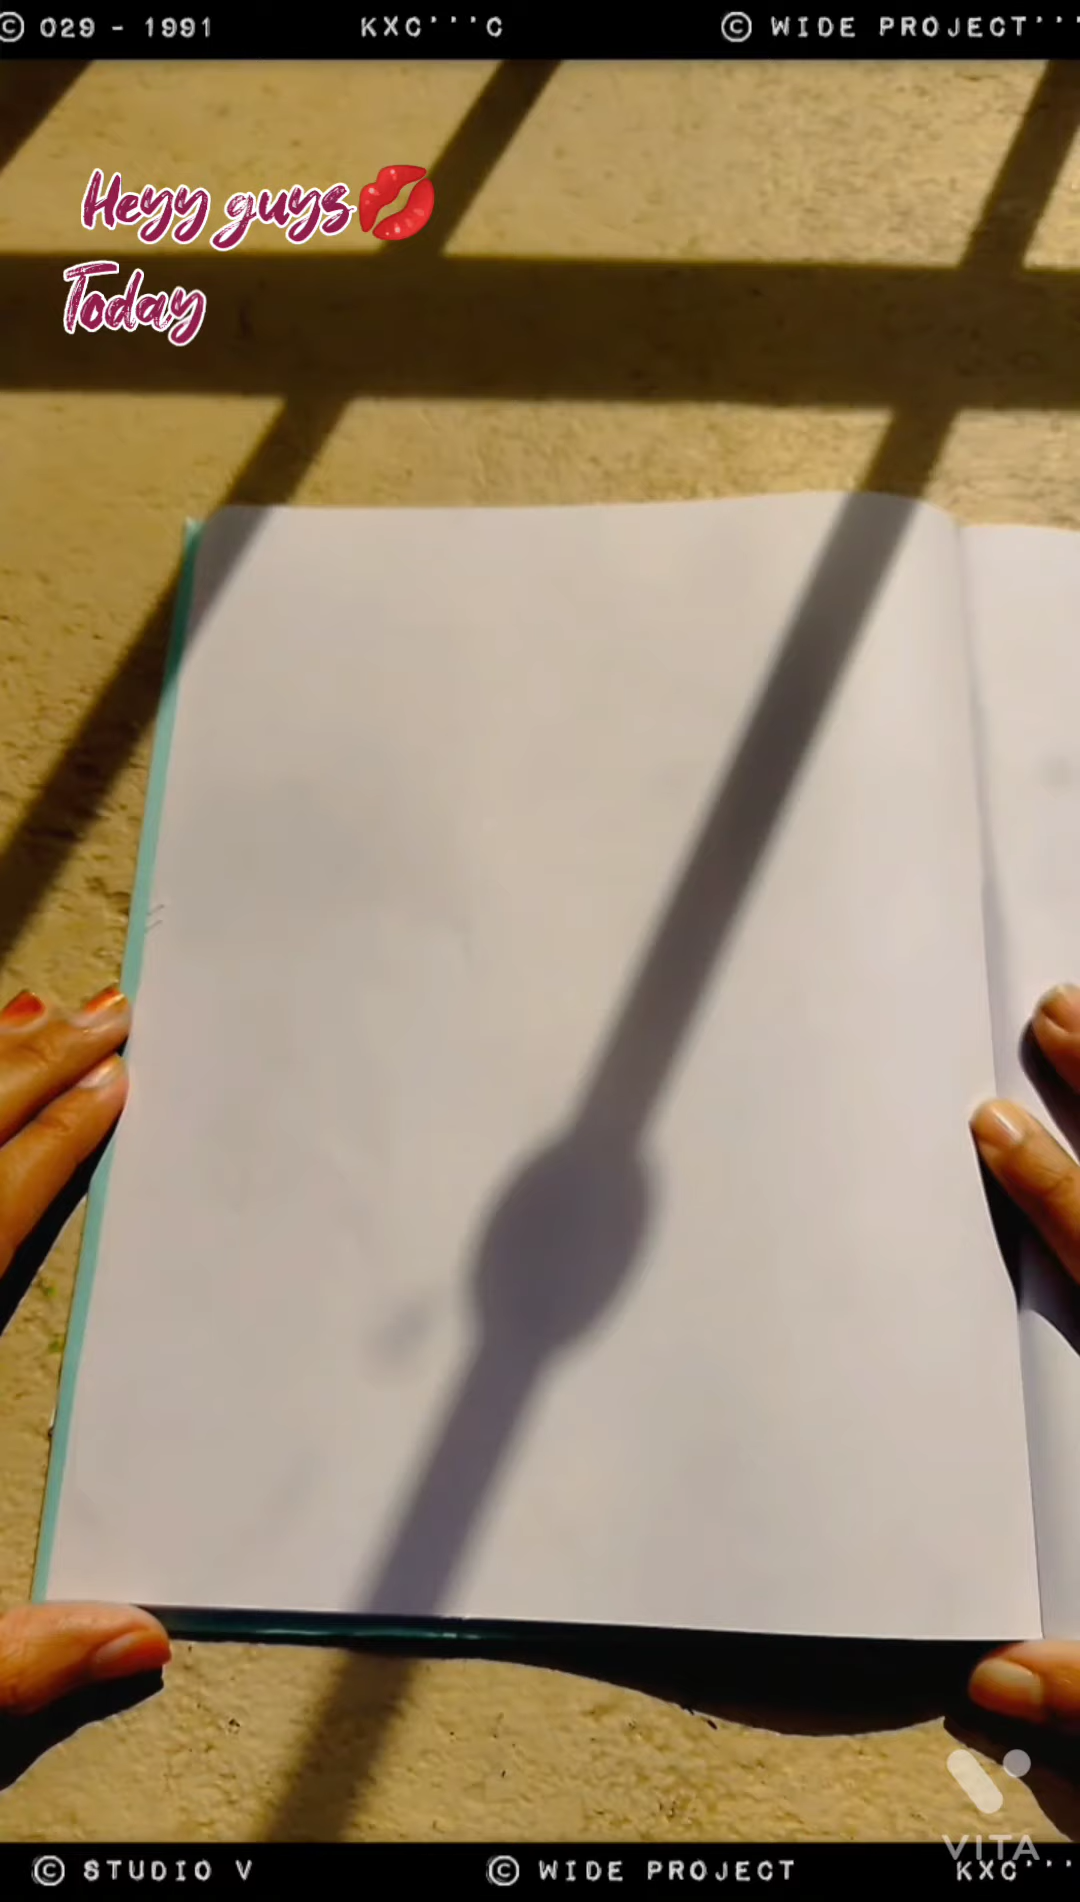 © 029 - 1991 KXC'''C © WIDE PROJECT'''
Heyy guys💋
Today
VITA
© STUDIO V © WIDE PROJECT KXC'''